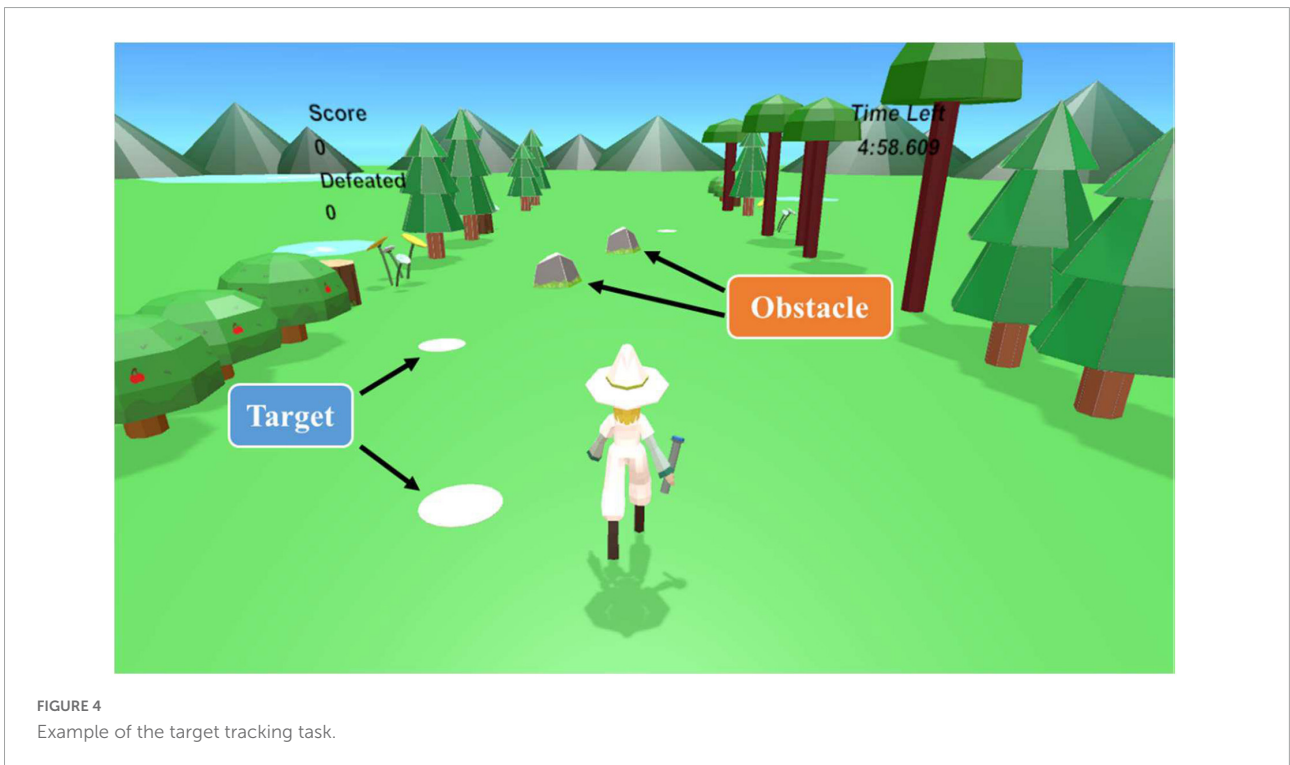 Score
0
Defeated
0
Time Left
4:58.609
Obstacle
Target
FIGURE 4
Example of the target tracking task.